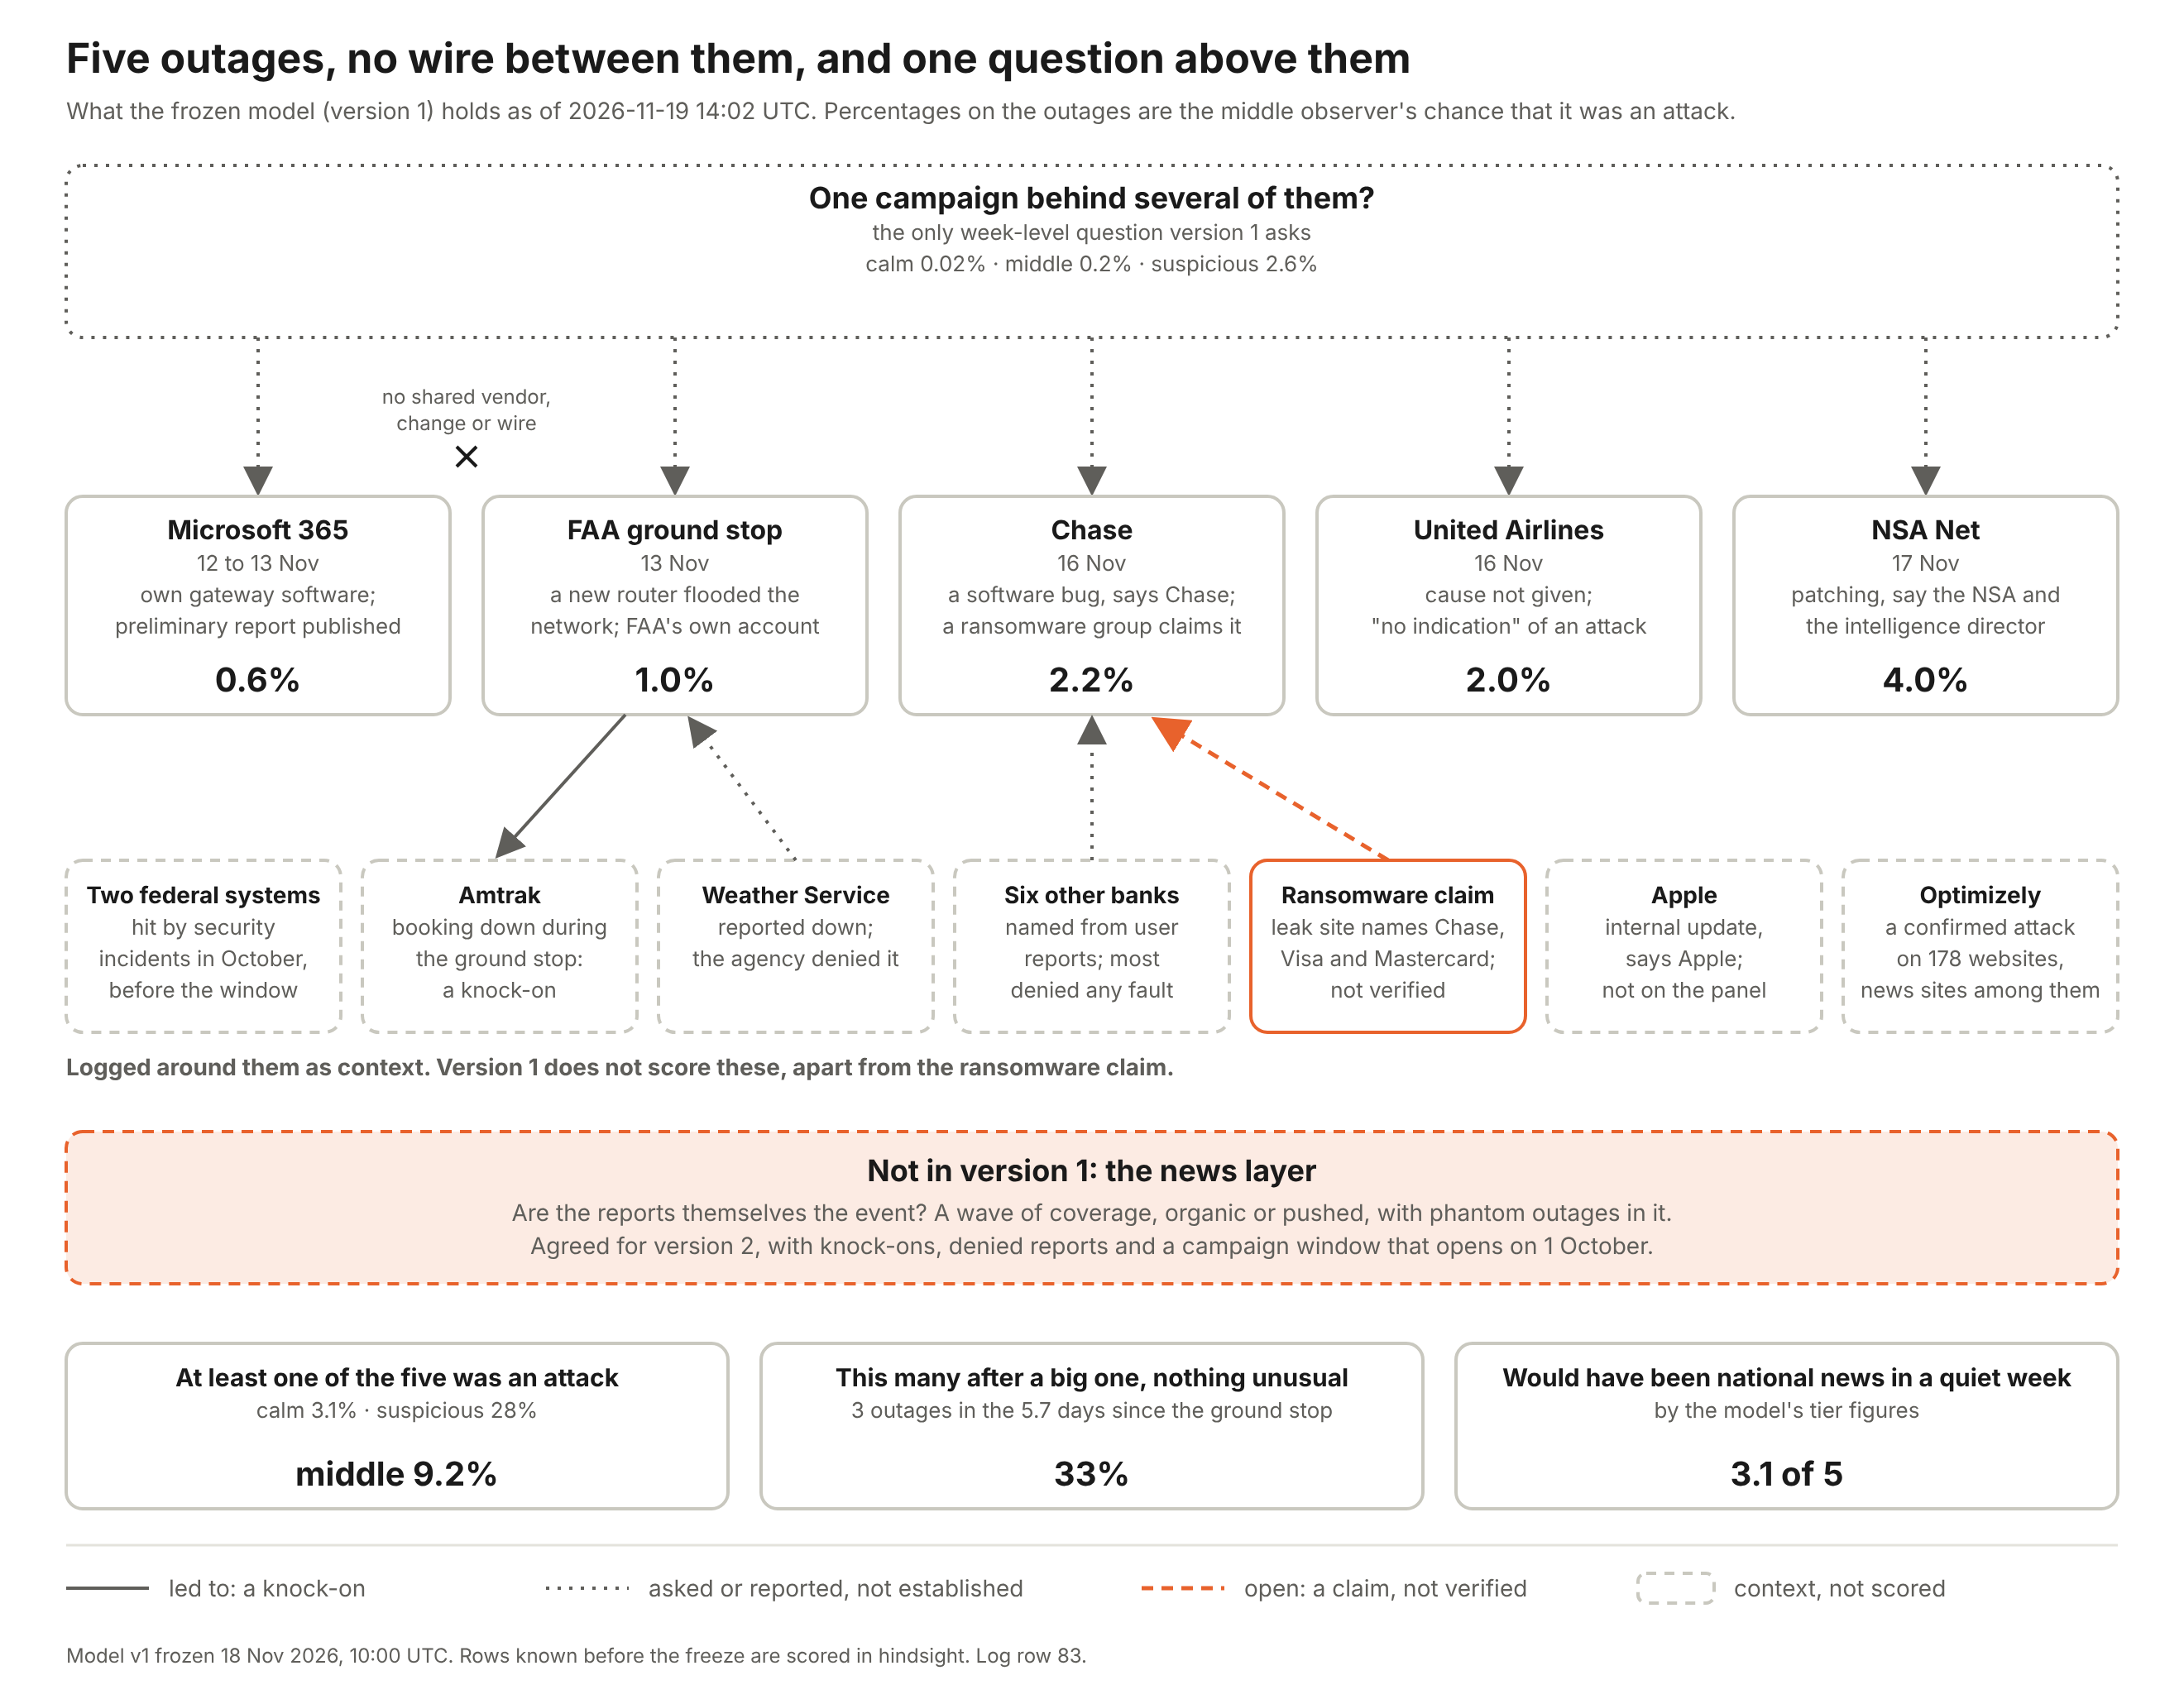 Five outages, no wire between them, and one question above them
What the frozen model (version 1) holds as of 2026-11-19 14:02 UTC. Percentages on the outages are the middle observer's chance that it was an attack.
One campaign behind several of them?
the only week-level question version 1 asks
calm 0.02% · middle 0.2% · suspicious 2.6%
no shared vendor,
change or wire
×
Microsoft 365
12 to 13 Nov
own gateway software;
preliminary report published
0.6%
FAA ground stop
13 Nov
a new router flooded the
network; FAA's own account
1.0%
Chase
16 Nov
a software bug, says Chase;
a ransomware group claims it
2.2%
United Airlines
16 Nov
cause not given;
"no indication" of an attack
2.0%
NSA Net
17 Nov
patching, say the NSA and
the intelligence director
4.0%
Two federal systems
hit by security
incidents in October,
before the window
Amtrak
booking down during
the ground stop:
a knock-on
Weather Service
reported down;
the agency denied it
Six other banks
named from user
reports; most
denied any fault
Ransomware claim
leak site names Chase,
Visa and Mastercard;
not verified
Apple
internal update,
says Apple;
not on the panel
Optimizely
a confirmed attack
on 178 websites,
news sites among them
Logged around them as context. Version 1 does not score these, apart from the ransomware claim.
Not in version 1: the news layer
Are the reports themselves the event? A wave of coverage, organic or pushed, with phantom outages in it.
Agreed for version 2, with knock-ons, denied reports and a campaign window that opens on 1 October.
At least one of the five was an attack
calm 3.1% · suspicious 28%
middle 9.2%
This many after a big one, nothing unusual
3 outages in the 5.7 days since the ground stop
33%
Would have been national news in a quiet week
by the model's tier figures
3.1 of 5
led to: a knock-on
asked or reported, not established
open: a claim, not verified
context, not scored
Model v1 frozen 18 Nov 2026, 10:00 UTC. Rows known before the freeze are scored in hindsight. Log row 83.